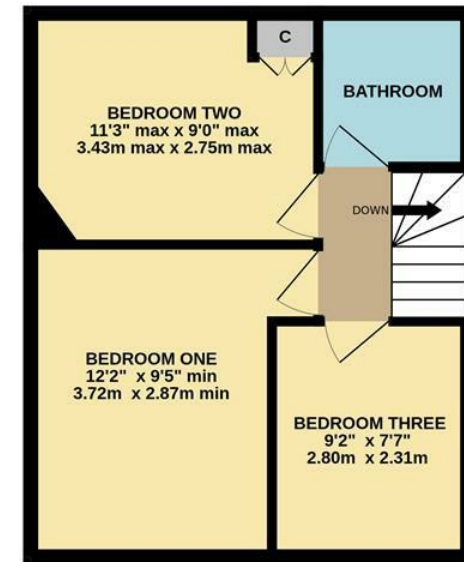 C
BEDROOM TWO
11'3" max x 9'0" max
3.43m max x 2.75m max
BATHROOM
DOWN
BEDROOM ONE
12'2" x 9'5" min
3.72m x 2.87m min
BEDROOM THREE
9'2" x 7'7"
2.80m x 2.31m